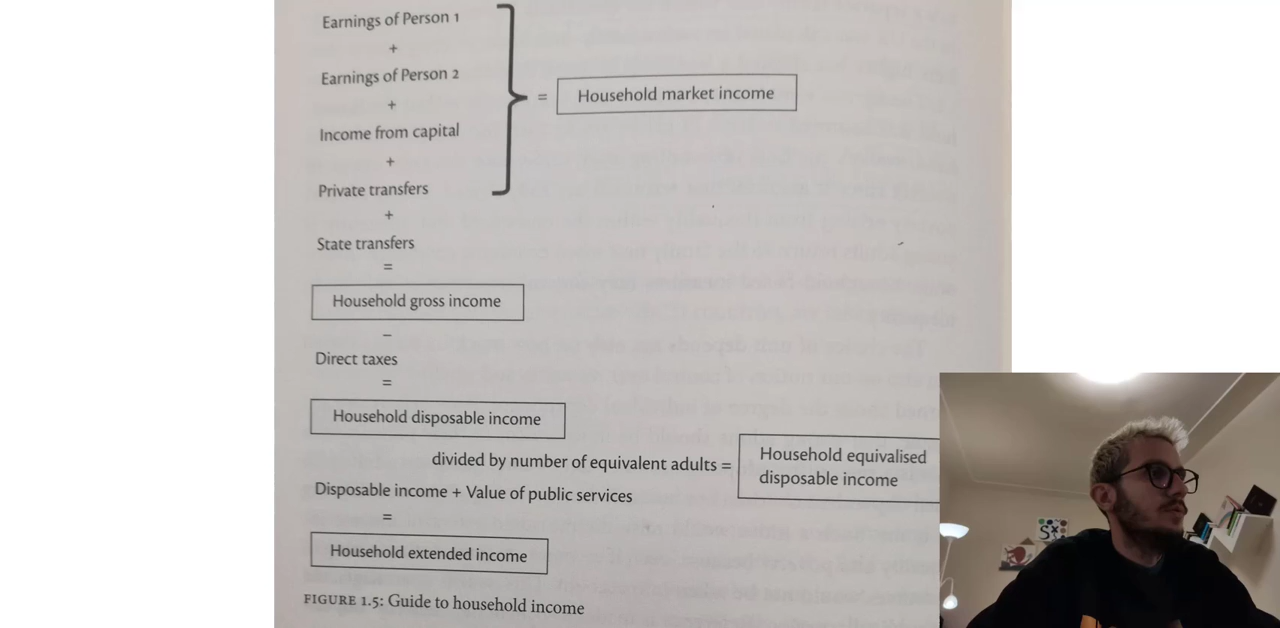 Earnings of Person 1
+
Earnings of Person 2
+
Income from capital
+
Private transfers
= Household market income
+
State transfers
=
Household gross income
–
Direct taxes
=
Household disposable income
divided by number of equivalent adults = Household equivalised
disposable income
Disposable income + Value of public services
=
Household extended income
FIGURE 1.5: Guide to household income